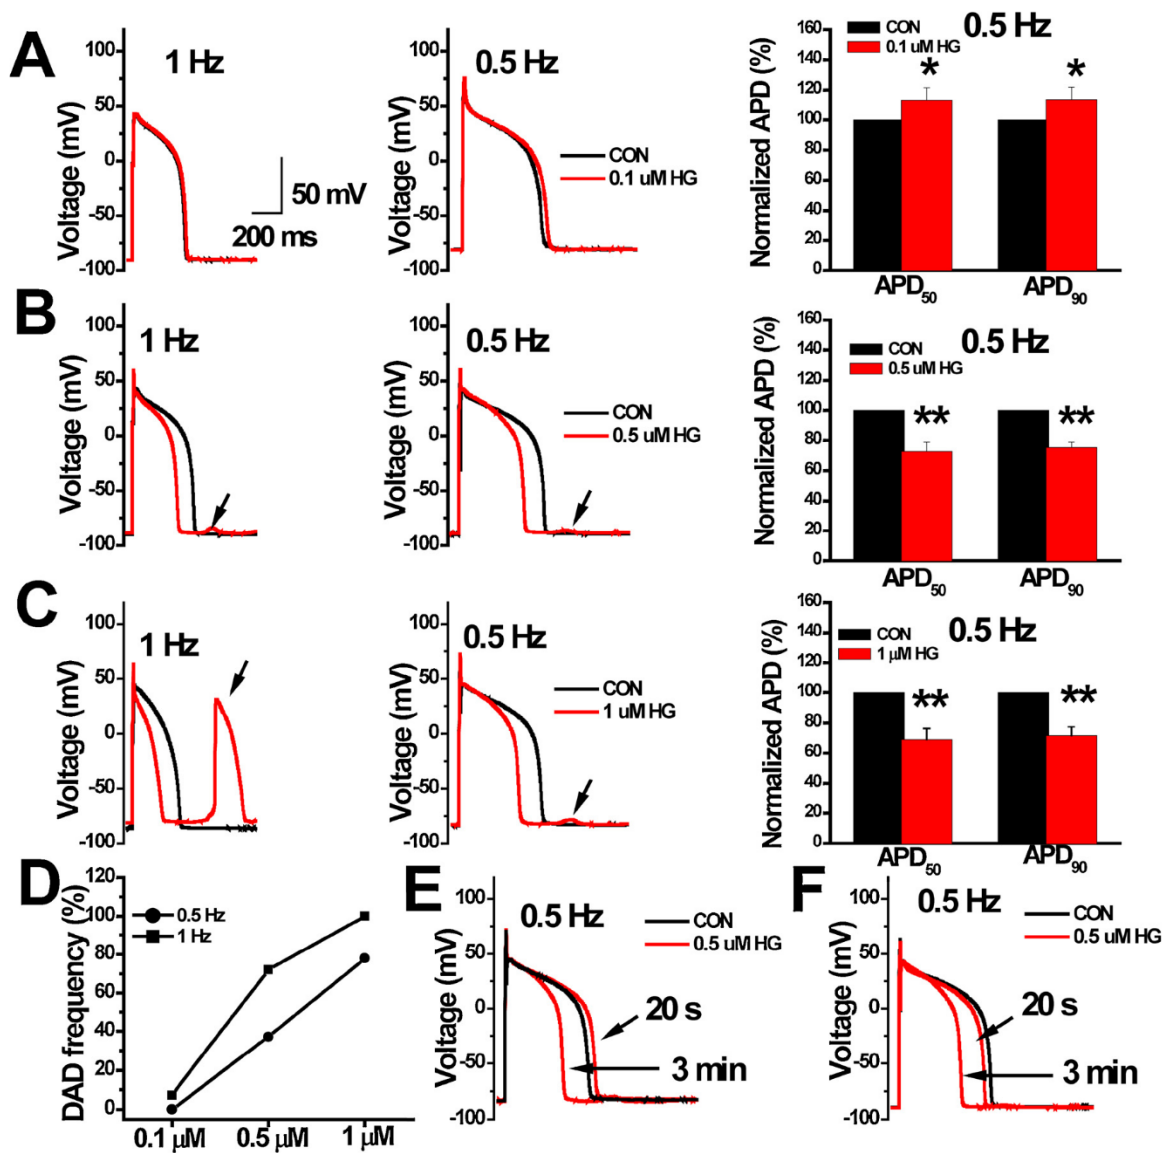 A
1 Hz
Voltage (mV)
100
50
0
-50
-100
50 mV
200 ms
0.5 Hz
Voltage (mV)
100
50
0
-50
-100
CON
0.1 uM HG
Normalized APD (%)
160
140
120
100
80
60
40
20
0
CON
0.1 uM HG
0.5 Hz
*
*
APD50
APD90
B
1 Hz
Voltage (mV)
100
50
0
-50
-100
0.5 Hz
Voltage (mV)
100
50
0
-50
-100
CON
0.5 uM HG
Normalized APD (%)
160
140
120
100
80
60
40
20
0
CON
0.5 uM HG
0.5 Hz
**
**
APD50
APD90
C
1 Hz
Voltage (mV)
100
50
0
-50
-100
0.5 Hz
Voltage (mV)
100
50
0
-50
-100
CON
1 uM HG
Normalized APD (%)
160
140
120
100
80
60
40
20
0
CON
1 μM HG
0.5 Hz
**
**
APD50
APD90
D
DAD frequency (%)
120
100
80
60
40
20
0
0.5 Hz
1 Hz
0.1 μM
0.5 μM
1 μM
E
0.5 Hz
Voltage (mV)
100
50
0
-50
-100
CON
0.5 uM HG
20 s
3 min
F
0.5 Hz
Voltage (mV)
100
50
0
-50
-100
CON
0.5 uM HG
20 s
3 min